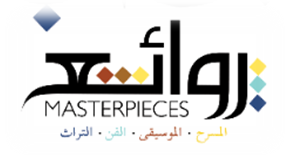 روائع
MASTERPIECES
المسرح · الموسيقى · الفن · التراث